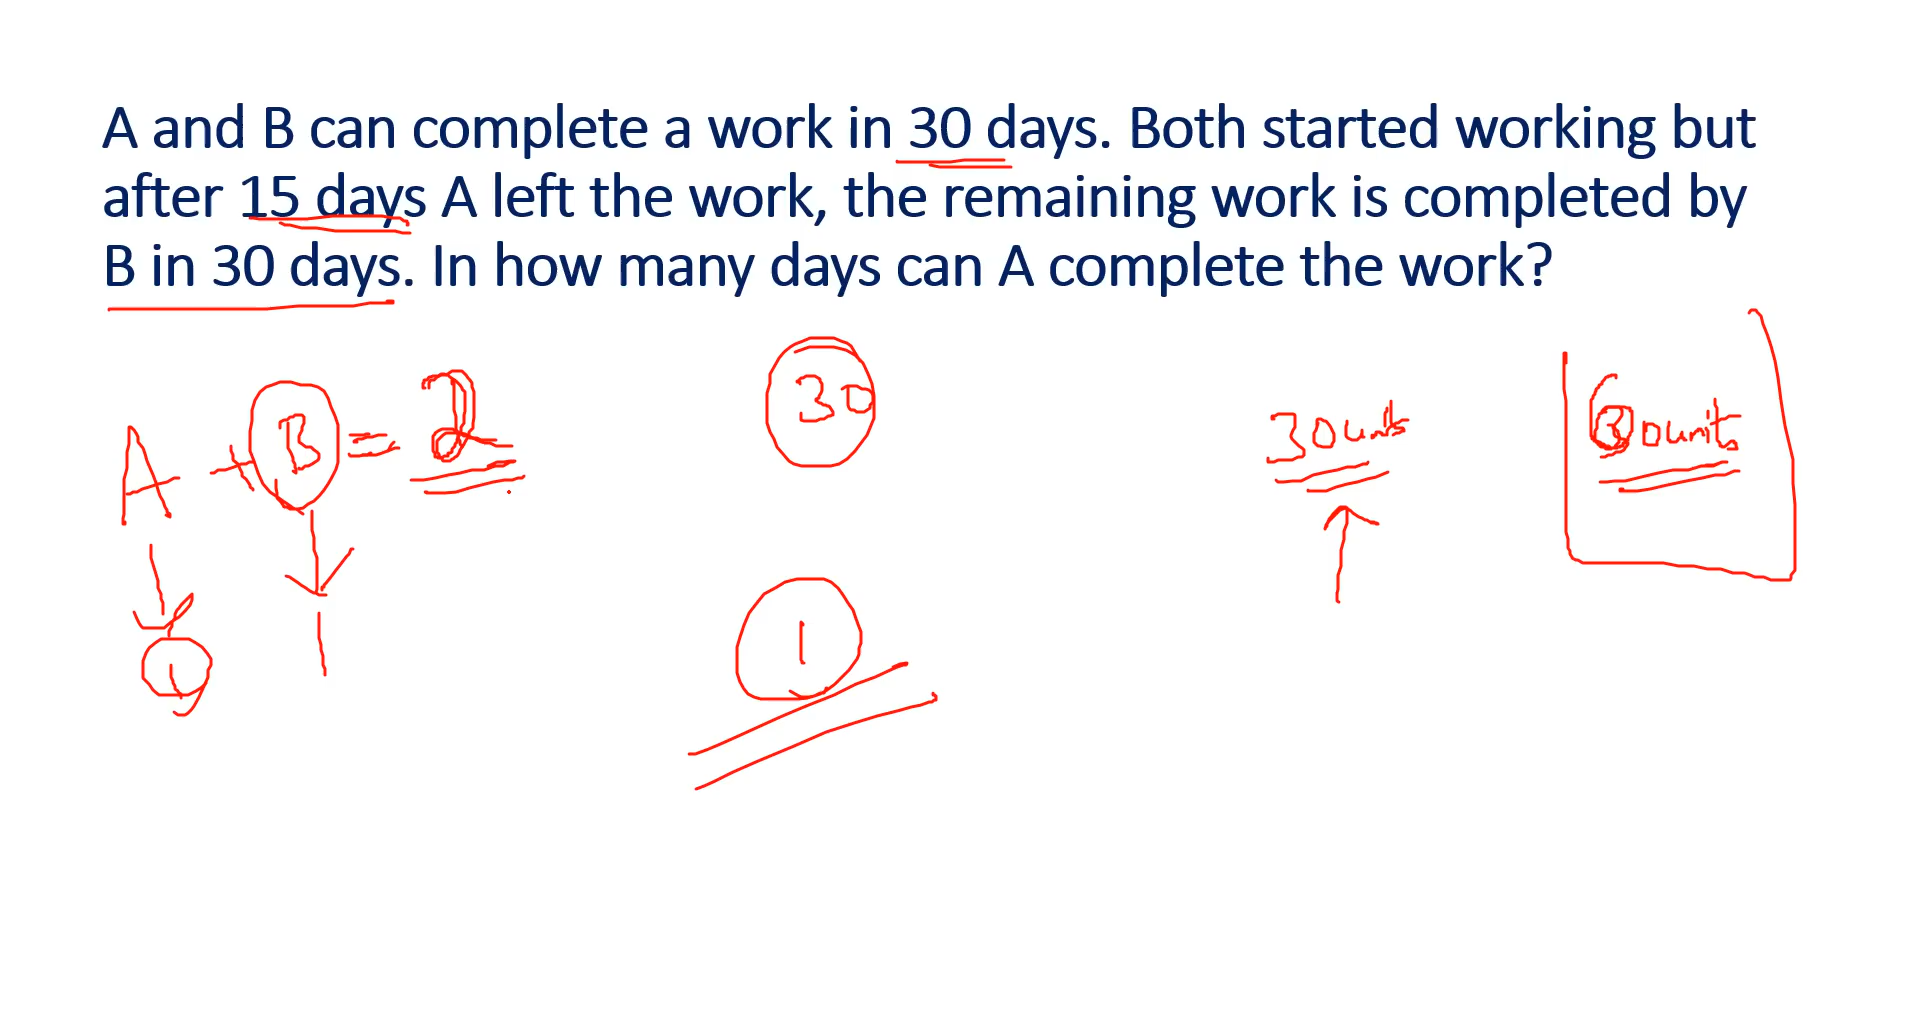 A and B can complete a work in 30 days. Both started working but
after 15 days A left the work, the remaining work is completed by
B in 30 days. In how many days can A complete the work?
A + B = 2
30
30 units
60 units
1
1
1